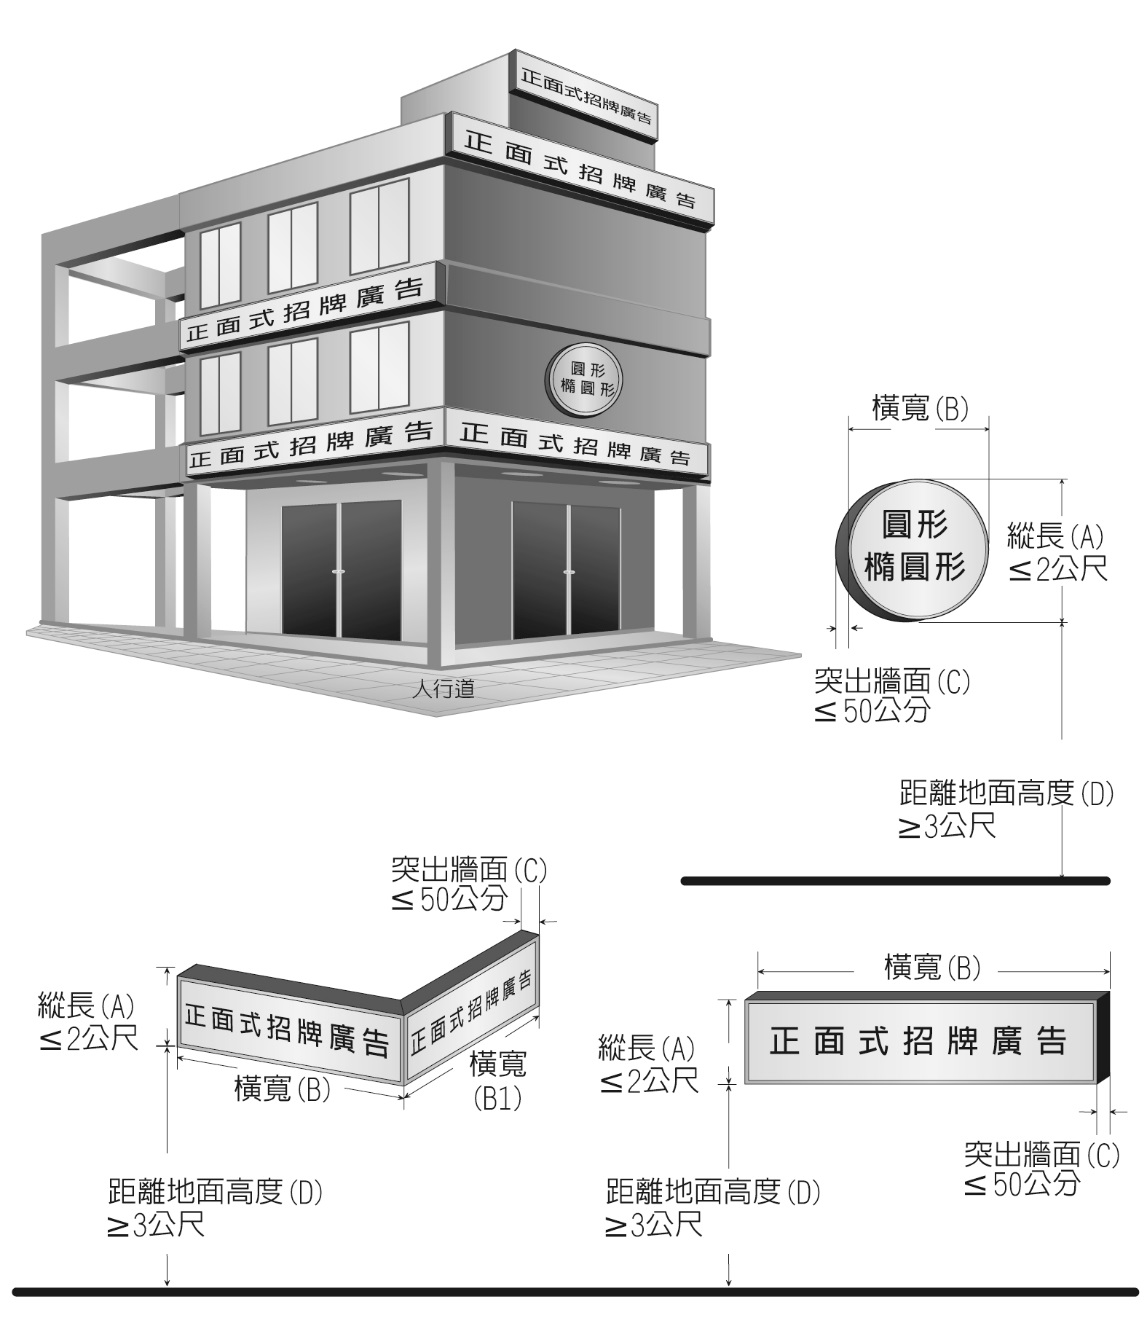 正面式招牌廣告
正面式招牌廣告
正面式招牌廣告
圓形
橢圓形
正面式招牌廣告
正面式招牌廣告
人行道
橫寬(B)
圓形
橢圓形
縱長(A)
≦2公尺
突出牆面(C)
≦50公分
距離地面高度(D)
≧3公尺
突出牆面(C)
≦50公分
縱長(A)
≦2公尺
正面式招牌廣告
正面式招牌廣告
橫寬(B)
橫寬
(B1)
距離地面高度(D)
≧3公尺
橫寬(B)
縱長(A)
≦2公尺
正面式招牌廣告
突出牆面(C)
≦50公分
距離地面高度(D)
≧3公尺